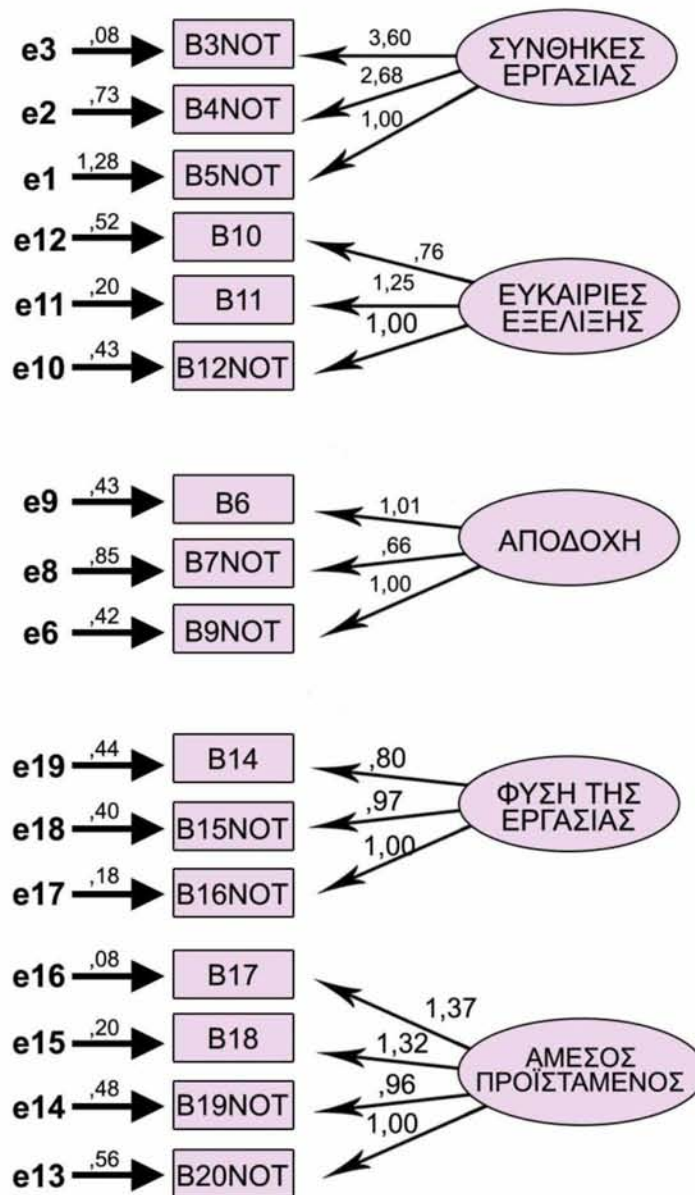 e3 ,08 B3NOT 3,60 ΣΥΝΘΗΚΕΣ
ΕΡΓΑΣΙΑΣ
e2 ,73 B4NOT 2,68
e1 1,28 B5NOT 1,00
e12 ,52 B10 ,76
e11 ,20 B11 1,25 ΕΥΚΑΙΡΙΕΣ
ΕΞΕΛΙΞΗΣ
e10 ,43 B12NOT 1,00
e9 ,43 B6 1,01
e8 ,85 B7NOT ,66 ΑΠΟΔΟΧΗ
e6 ,42 B9NOT 1,00
e19 ,44 B14 ,80
e18 ,40 B15NOT ,97 ΦΥΣΗ ΤΗΣ
ΕΡΓΑΣΙΑΣ
e17 ,18 B16NOT 1,00
e16 ,08 B17 1,37
e15 ,20 B18 1,32 ΑΜΕΣΟΣ
ΠΡΟΪΣΤΑΜΕΝΟΣ
e14 ,48 B19NOT ,96
e13 ,56 B20NOT 1,00